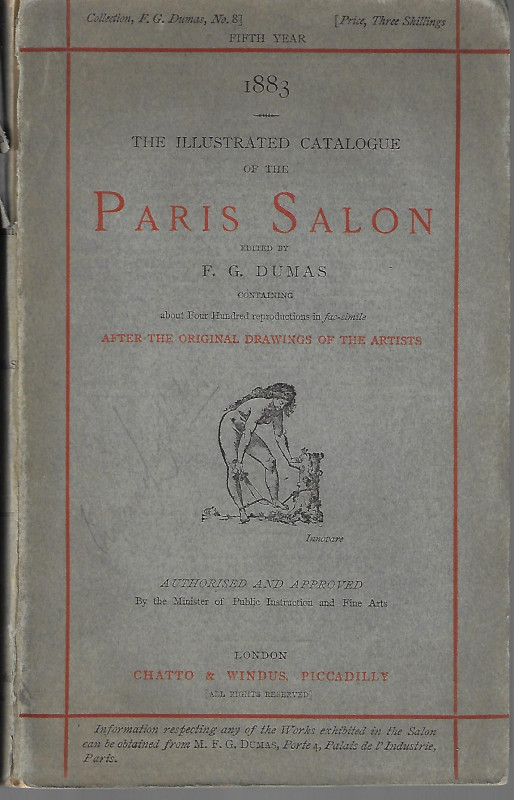 Collection, F. G. Dumas, No. 8] [Price, Three Shillings
FIFTH YEAR
1883
THE ILLUSTRATED CATALOGUE
OF THE
PARIS SALON
EDITED BY
F. G. DUMAS
CONTAINING
about Four Hundred reproductions in fac-simile
AFTER THE ORIGINAL DRAWINGS OF THE ARTISTS
Innovare
AUTHORISED AND APPROVED
By the Minister of Public Instruction and Fine Arts
LONDON
CHATTO & WINDUS, PICCADILLY
[ALL RIGHTS RESERVED]
Information respecting any of the Works exhibited in the Salon
can be obtained from M. F. G. DUMAS, Porte 4, Palais de l'Industrie,
Paris.